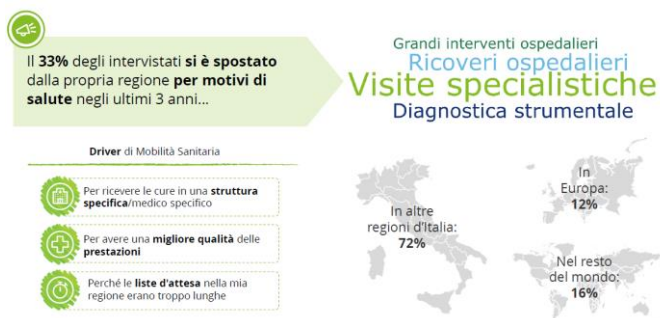 Il 33% degli intervistati si è spostato
dalla propria regione per motivi di
salute negli ultimi 3 anni...
Grandi interventi ospedalieri
Ricoveri ospedalieri
Visite specialistiche
Diagnostica strumentale
Driver di Mobilità Sanitaria
Per ricevere le cure in una struttura
specifica/medico specifico
Per avere una migliore qualità delle
prestazioni
Perché le liste d'attesa nella mia
regione erano troppo lunghe
In altre
regioni d'Italia:
72%
In
Europa:
12%
Nel resto
del mondo:
16%